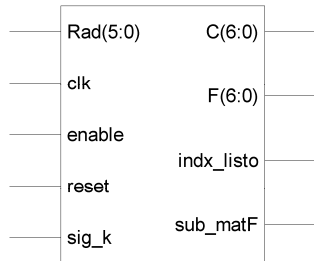 Rad(5:0)
C(6:0)
clk
F(6:0)
enable
indx_listo
reset
sub_matF
sig_k